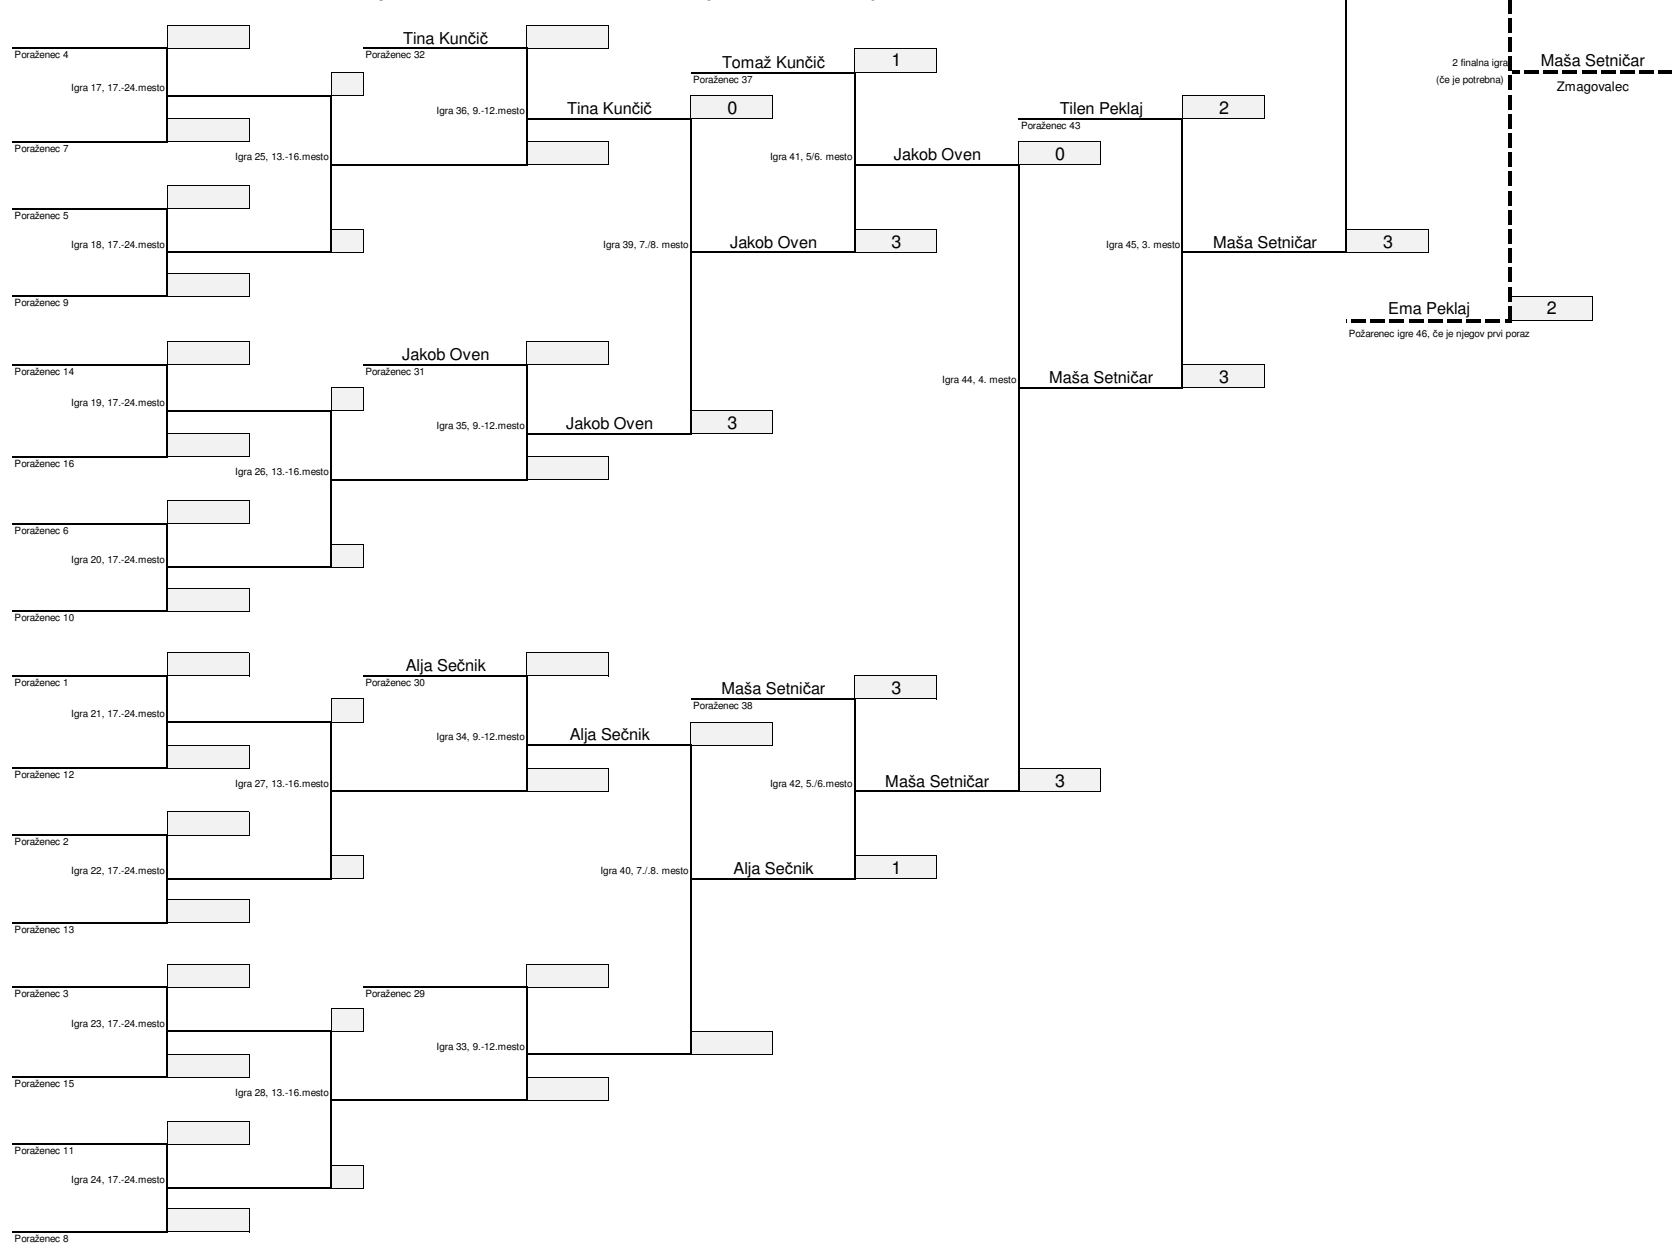 Tina Kunčič
Poraženec 4
Poraženec 32
Tomaž Kunčič
1
2 finalna igra
Maša Setničar
Poraženec 37
(če je potrebna)
Zmagovalec
Igra 17, 17.-24.mesto
Igra 36, 9.-12.mesto
Tina Kunčič
0
Tilen Peklaj
2
Poraženec 43
Poraženec 7
Igra 25, 13.-16.mesto
Igra 41, 5/6. mesto
Jakob Oven
0
Poraženec 5
Igra 18, 17.-24.mesto
Igra 39, 7./8. mesto
Jakob Oven
3
Igra 45, 3. mesto
Maša Setničar
3
Poraženec 9
Ema Peklaj
2
Požarenec igre 46, če je njegov prvi poraz
Jakob Oven
Poraženec 14
Poraženec 31
Igra 44, 4. mesto
Maša Setničar
3
Igra 19, 17.-24.mesto
Igra 35, 9.-12.mesto
Jakob Oven
3
Poraženec 16
Igra 26, 13.-16.mesto
Poraženec 6
Igra 20, 17.-24.mesto
Poraženec 10
Alja Sečnik
Poraženec 1
Poraženec 30
Maša Setničar
3
Poraženec 38
Igra 21, 17.-24.mesto
Igra 34, 9.-12.mesto
Alja Sečnik
Poraženec 12
Igra 27, 13.-16.mesto
Igra 42, 5./6.mesto
Maša Setničar
3
Poraženec 2
Igra 22, 17.-24.mesto
Igra 40, 7./.8. mesto
Alja Sečnik
1
Poraženec 13
Poraženec 3
Poraženec 29
Igra 23, 17.-24.mesto
Igra 33, 9.-12.mesto
Poraženec 15
Igra 28, 13.-16.mesto
Poraženec 11
Igra 24, 17.-24.mesto
Poraženec 8